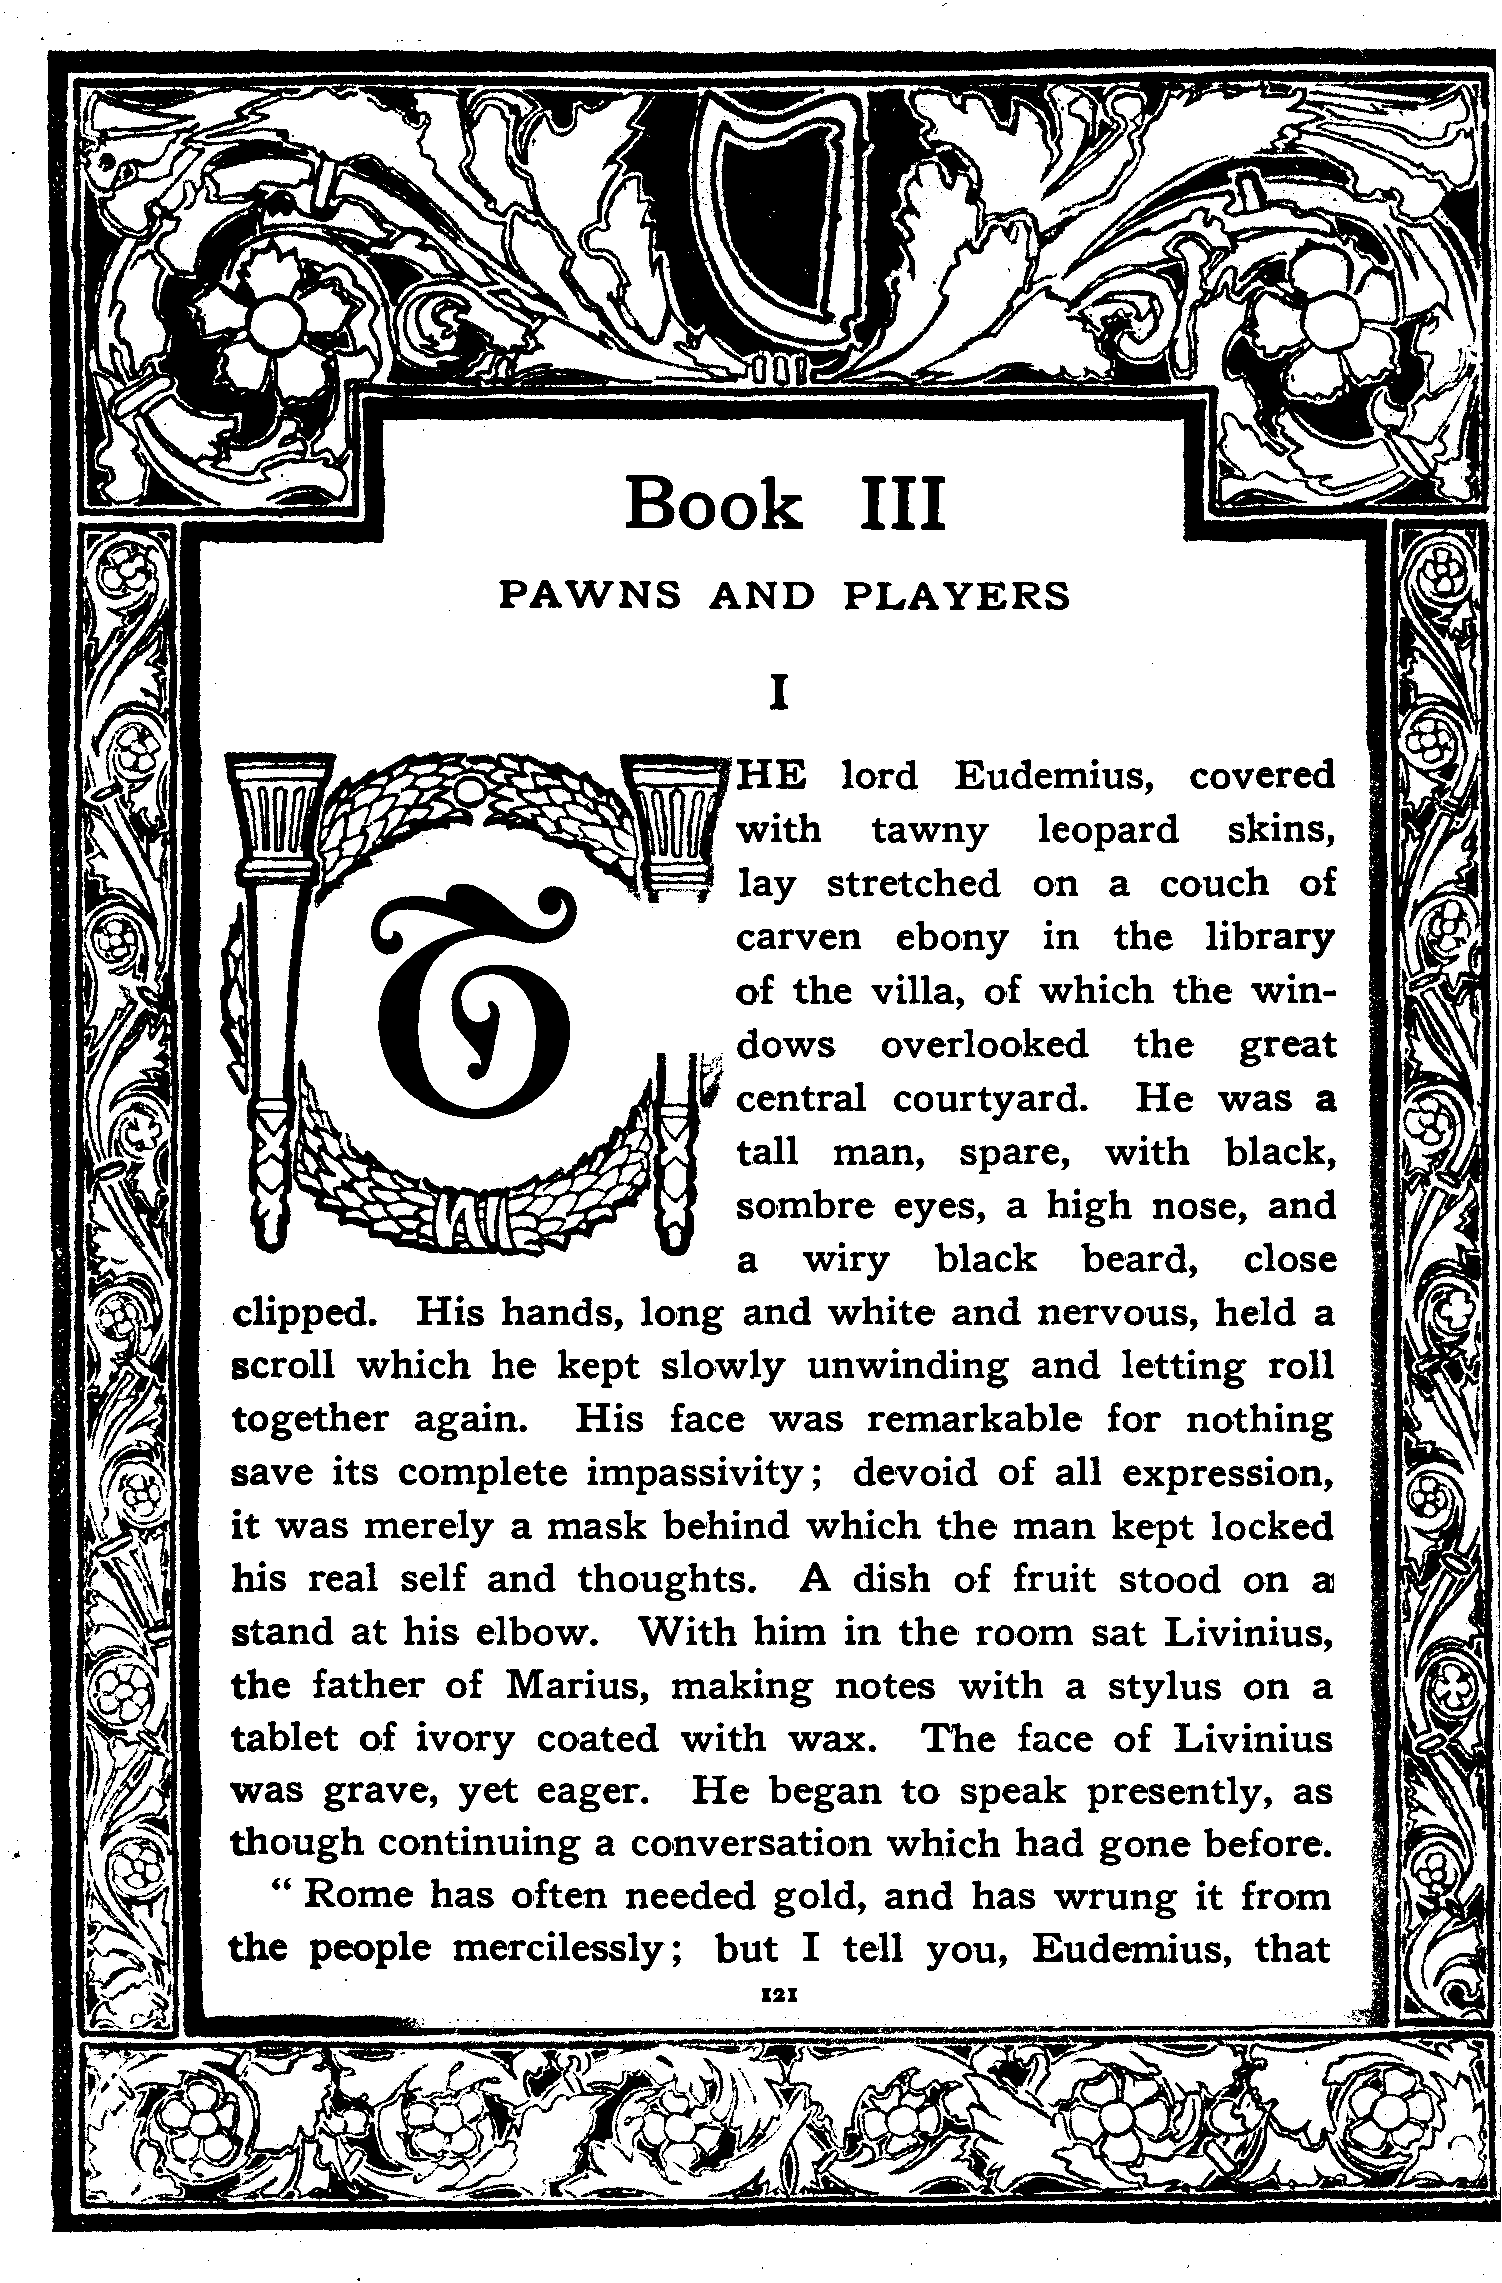 Book III
PAWNS AND PLAYERS
I
THE lord Eudemius, covered
with tawny leopard skins,
lay stretched on a couch of
carven ebony in the library
of the villa, of which the win-
dows overlooked the great
central courtyard. He was a
tall man, spare, with black,
sombre eyes, a high nose, and
a wiry black beard, close
clipped. His hands, long and white and nervous, held a
scroll which he kept slowly unwinding and letting roll
together again. His face was remarkable for nothing
save its complete impassivity; devoid of all expression,
it was merely a mask behind which the man kept locked
his real self and thoughts. A dish of fruit stood on a
stand at his elbow. With him in the room sat Livinius,
the father of Marius, making notes with a stylus on a
tablet of ivory coated with wax. The face of Livinius
was grave, yet eager. He began to speak presently, as
though continuing a conversation which had gone before.
“ Rome has often needed gold, and has wrung it from
the people mercilessly; but I tell you, Eudemius, that
121